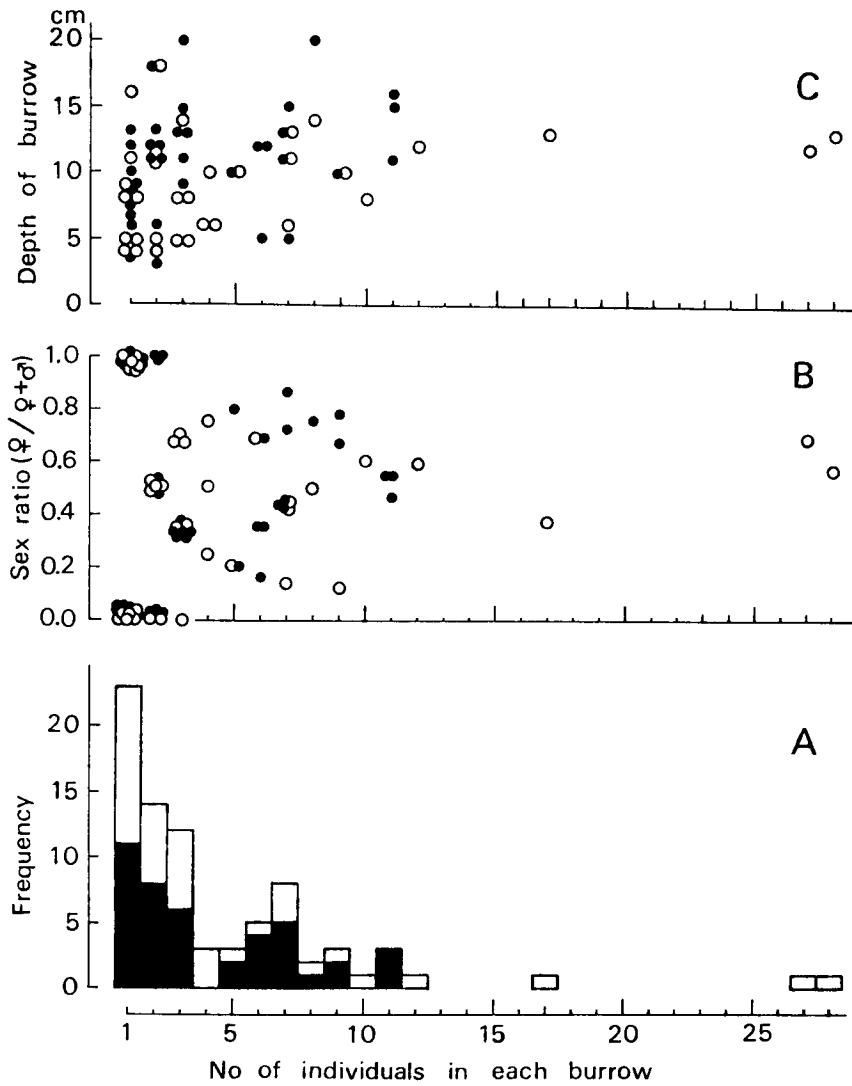 cm
20
15
10
5
0
Depth of burrow
C
1.0
0.8
0.6
0.4
0.2
0.0
Sex ratio (♀/♀+♂)
B
20
15
10
5
0
Frequency
A
1 5 10 15 20 25
No of individuals in each burrow